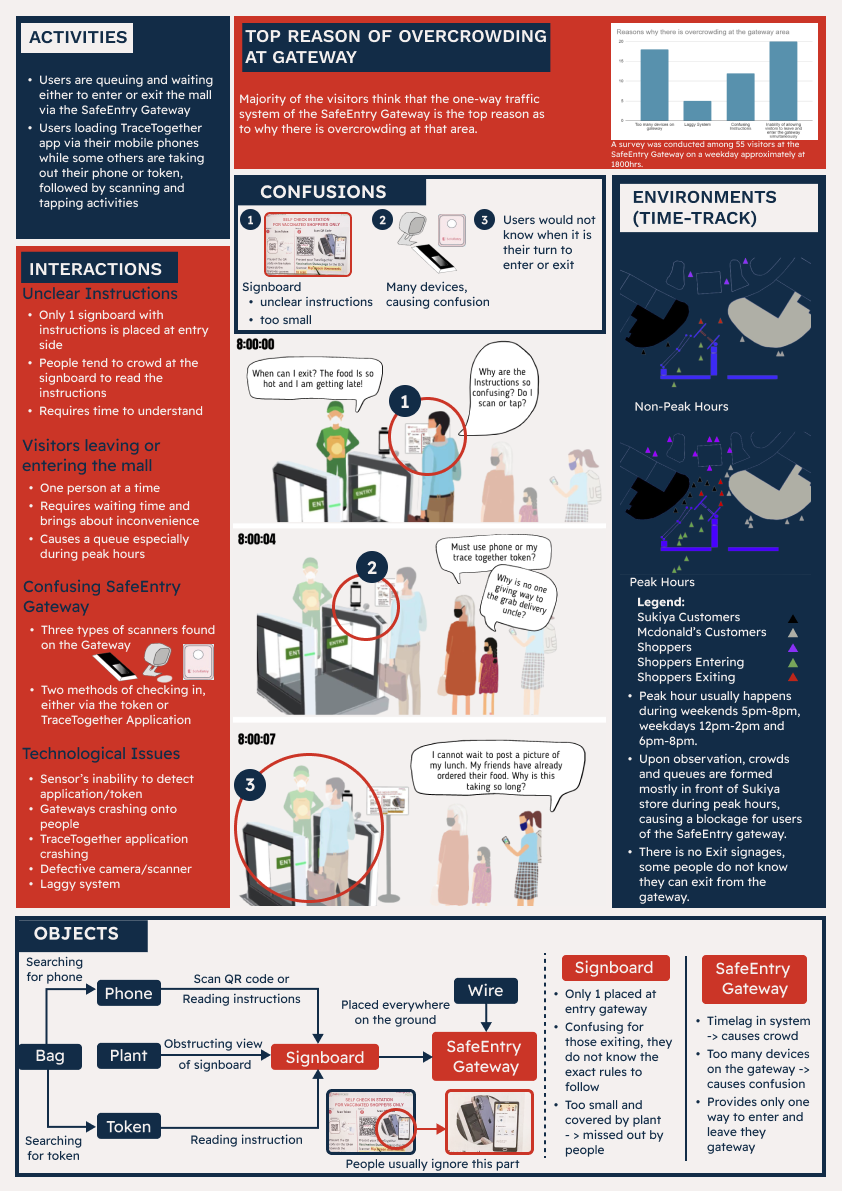 ACTIVITIES
• Users are queuing and waiting
either to enter or exit the mall
via the SafeEntry Gateway
• Users loading TraceTogether
app via their mobile phones
while some others are taking
out their phone or token,
followed by scanning and
tapping activities
TOP REASON OF OVERCROWDING
AT GATEWAY
Majority of the visitors think that the one-way traffic
system of the SafeEntry Gateway is the top reason as
to why there is overcrowding at that area.
Reasons why there is overcrowding at the gateway area
20
15
10
5
0
Too many devices on
gateway
Laggy System
Confusing
Instructions
Inability of allowing
visitor to leave and
enter the gateway
simultaneously
A survey was conducted among 55 visitors at the
SafeEntry Gateway on a weekday approximately at
1800hrs.
INTERACTIONS
Unclear Instructions
• Only 1 signboard with
instructions is placed at entry
side
• People tend to crowd at the
signboard to read the
instructions
• Requires time to understand
Visitors leaving or
entering the mall
• One person at a time
• Requires waiting time and
brings about inconvenience
• Causes a queue especially
during peak hours
Confusing SafeEntry
Gateway
• Three types of scanners found
on the Gateway
• Two methods of checking in,
either via the token or
TraceTogether Application
Technological Issues
• Sensor's inability to detect
application/token
• Gateways crashing onto
people
• TraceTogether application
crashing
• Defective camera/scanner
• Laggy system
CONFUSIONS
1
SELF CHECK IN STATION
FOR VACCINATED SHOPPERS ONLY
Signboard
• unclear instructions
• too small
2
Many devices,
causing confusion
3
Users would not
know when it is
their turn to
enter or exit
8:00:00
When can I exit? The food Is so
hot and I am getting late!
Why are the
Instructions so
confusing? Do I
scan or tap?
1
ENT
ENTRY
8:00:04
Must use phone or my
trace together token?
Why is no one
giving way to
the grab delivery
uncle?
2
ENT
ENTRY
8:00:07
I cannot wait to post a picture of
my lunch. My friends have already
ordered their food. Why is this
taking so long?
3
ENT
ENVIRONMENTS
(TIME-TRACK)
Non-Peak Hours
Peak Hours
Legend:
Sukiya Customers
Mcdonald's Customers
Shoppers
Shoppers Entering
Shoppers Exiting
• Peak hour usually happens
during weekends 5pm-8pm,
weekdays 12pm-2pm and
6pm-8pm.
• Upon observation, crowds
and queues are formed
mostly in front of Sukiya
store during peak hours,
causing a blockage for users
of the SafeEntry gateway.
• There is no Exit signages,
some people do not know
they can exit from the
gateway.
OBJECTS
Searching
for phone
Bag
Searching
for token
Phone
Plant
Token
Scan QR code or
Reading instructions
Obstructing view
of signboard
Reading instruction
Signboard
Placed everywhere
on the ground
Wire
SafeEntry
Gateway
SELF CHECK IN STATION
FOR VACCINATED SHOPPERS ONLY
People usually ignore this part
Signboard
• Only 1 placed at
entry gateway
• Confusing for
those exiting, they
do not know the
exact rules to
follow
• Too small and
covered by plant
- > missed out by
people
SafeEntry
Gateway
• Timelag in system
-> causes crowd
• Too many devices
on the gateway ->
causes confusion
• Provides only one
way to enter and
leave they
gateway